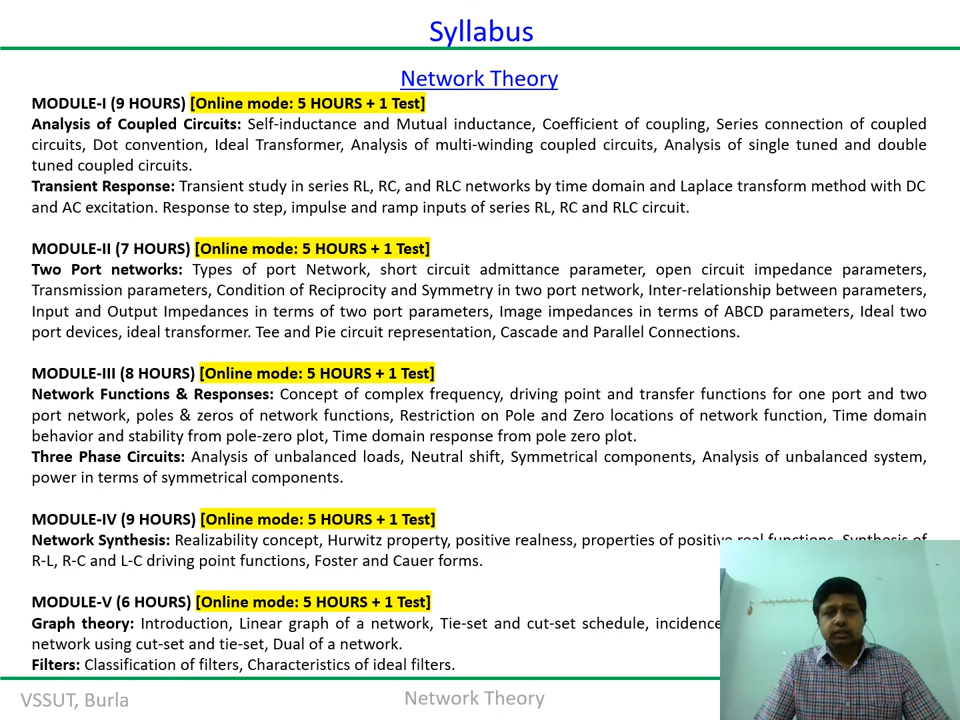 Syllabus
Network Theory
MODULE-I (9 HOURS) [Online mode: 5 HOURS + 1 Test]
Analysis of Coupled Circuits: Self-inductance and Mutual inductance, Coefficient of coupling, Series connection of coupled
circuits, Dot convention, Ideal Transformer, Analysis of multi-winding coupled circuits, Analysis of single tuned and double
tuned coupled circuits.
Transient Response: Transient study in series RL, RC, and RLC networks by time domain and Laplace transform method with DC
and AC excitation. Response to step, impulse and ramp inputs of series RL, RC and RLC circuit.
MODULE-II (7 HOURS) [Online mode: 5 HOURS + 1 Test]
Two Port networks: Types of port Network, short circuit admittance parameter, open circuit impedance parameters,
Transmission parameters, Condition of Reciprocity and Symmetry in two port network, Inter-relationship between parameters,
Input and Output Impedances in terms of two port parameters, Image impedances in terms of ABCD parameters, Ideal two
port devices, ideal transformer. Tee and Pie circuit representation, Cascade and Parallel Connections.
MODULE-III (8 HOURS) [Online mode: 5 HOURS + 1 Test]
Network Functions & Responses: Concept of complex frequency, driving point and transfer functions for one port and two
port network, poles & zeros of network functions, Restriction on Pole and Zero locations of network function, Time domain
behavior and stability from pole-zero plot, Time domain response from pole zero plot.
Three Phase Circuits: Analysis of unbalanced loads, Neutral shift, Symmetrical components, Analysis of unbalanced system,
power in terms of symmetrical components.
MODULE-IV (9 HOURS) [Online mode: 5 HOURS + 1 Test]
Network Synthesis: Realizability concept, Hurwitz property, positive realness, properties of positive real functions, Synthesis of
R-L, R-C and L-C driving point functions, Foster and Cauer forms.
MODULE-V (6 HOURS) [Online mode: 5 HOURS + 1 Test]
Graph theory: Introduction, Linear graph of a network, Tie-set and cut-set schedule, incidence
network using cut-set and tie-set, Dual of a network.
Filters: Classification of filters, Characteristics of ideal filters.
VSSUT, Burla
Network Theory